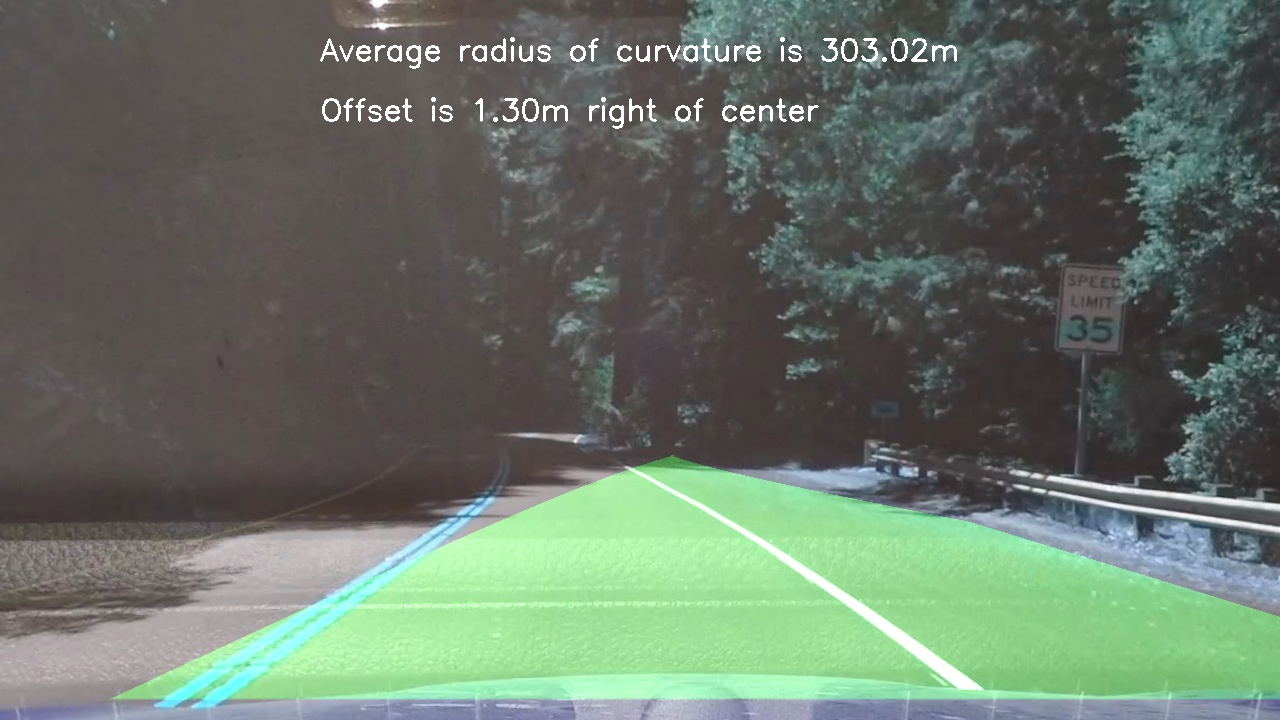 Average radius of curvature is 303.02m
Offset is 1.30m right of center
SPEED
LIMIT
35